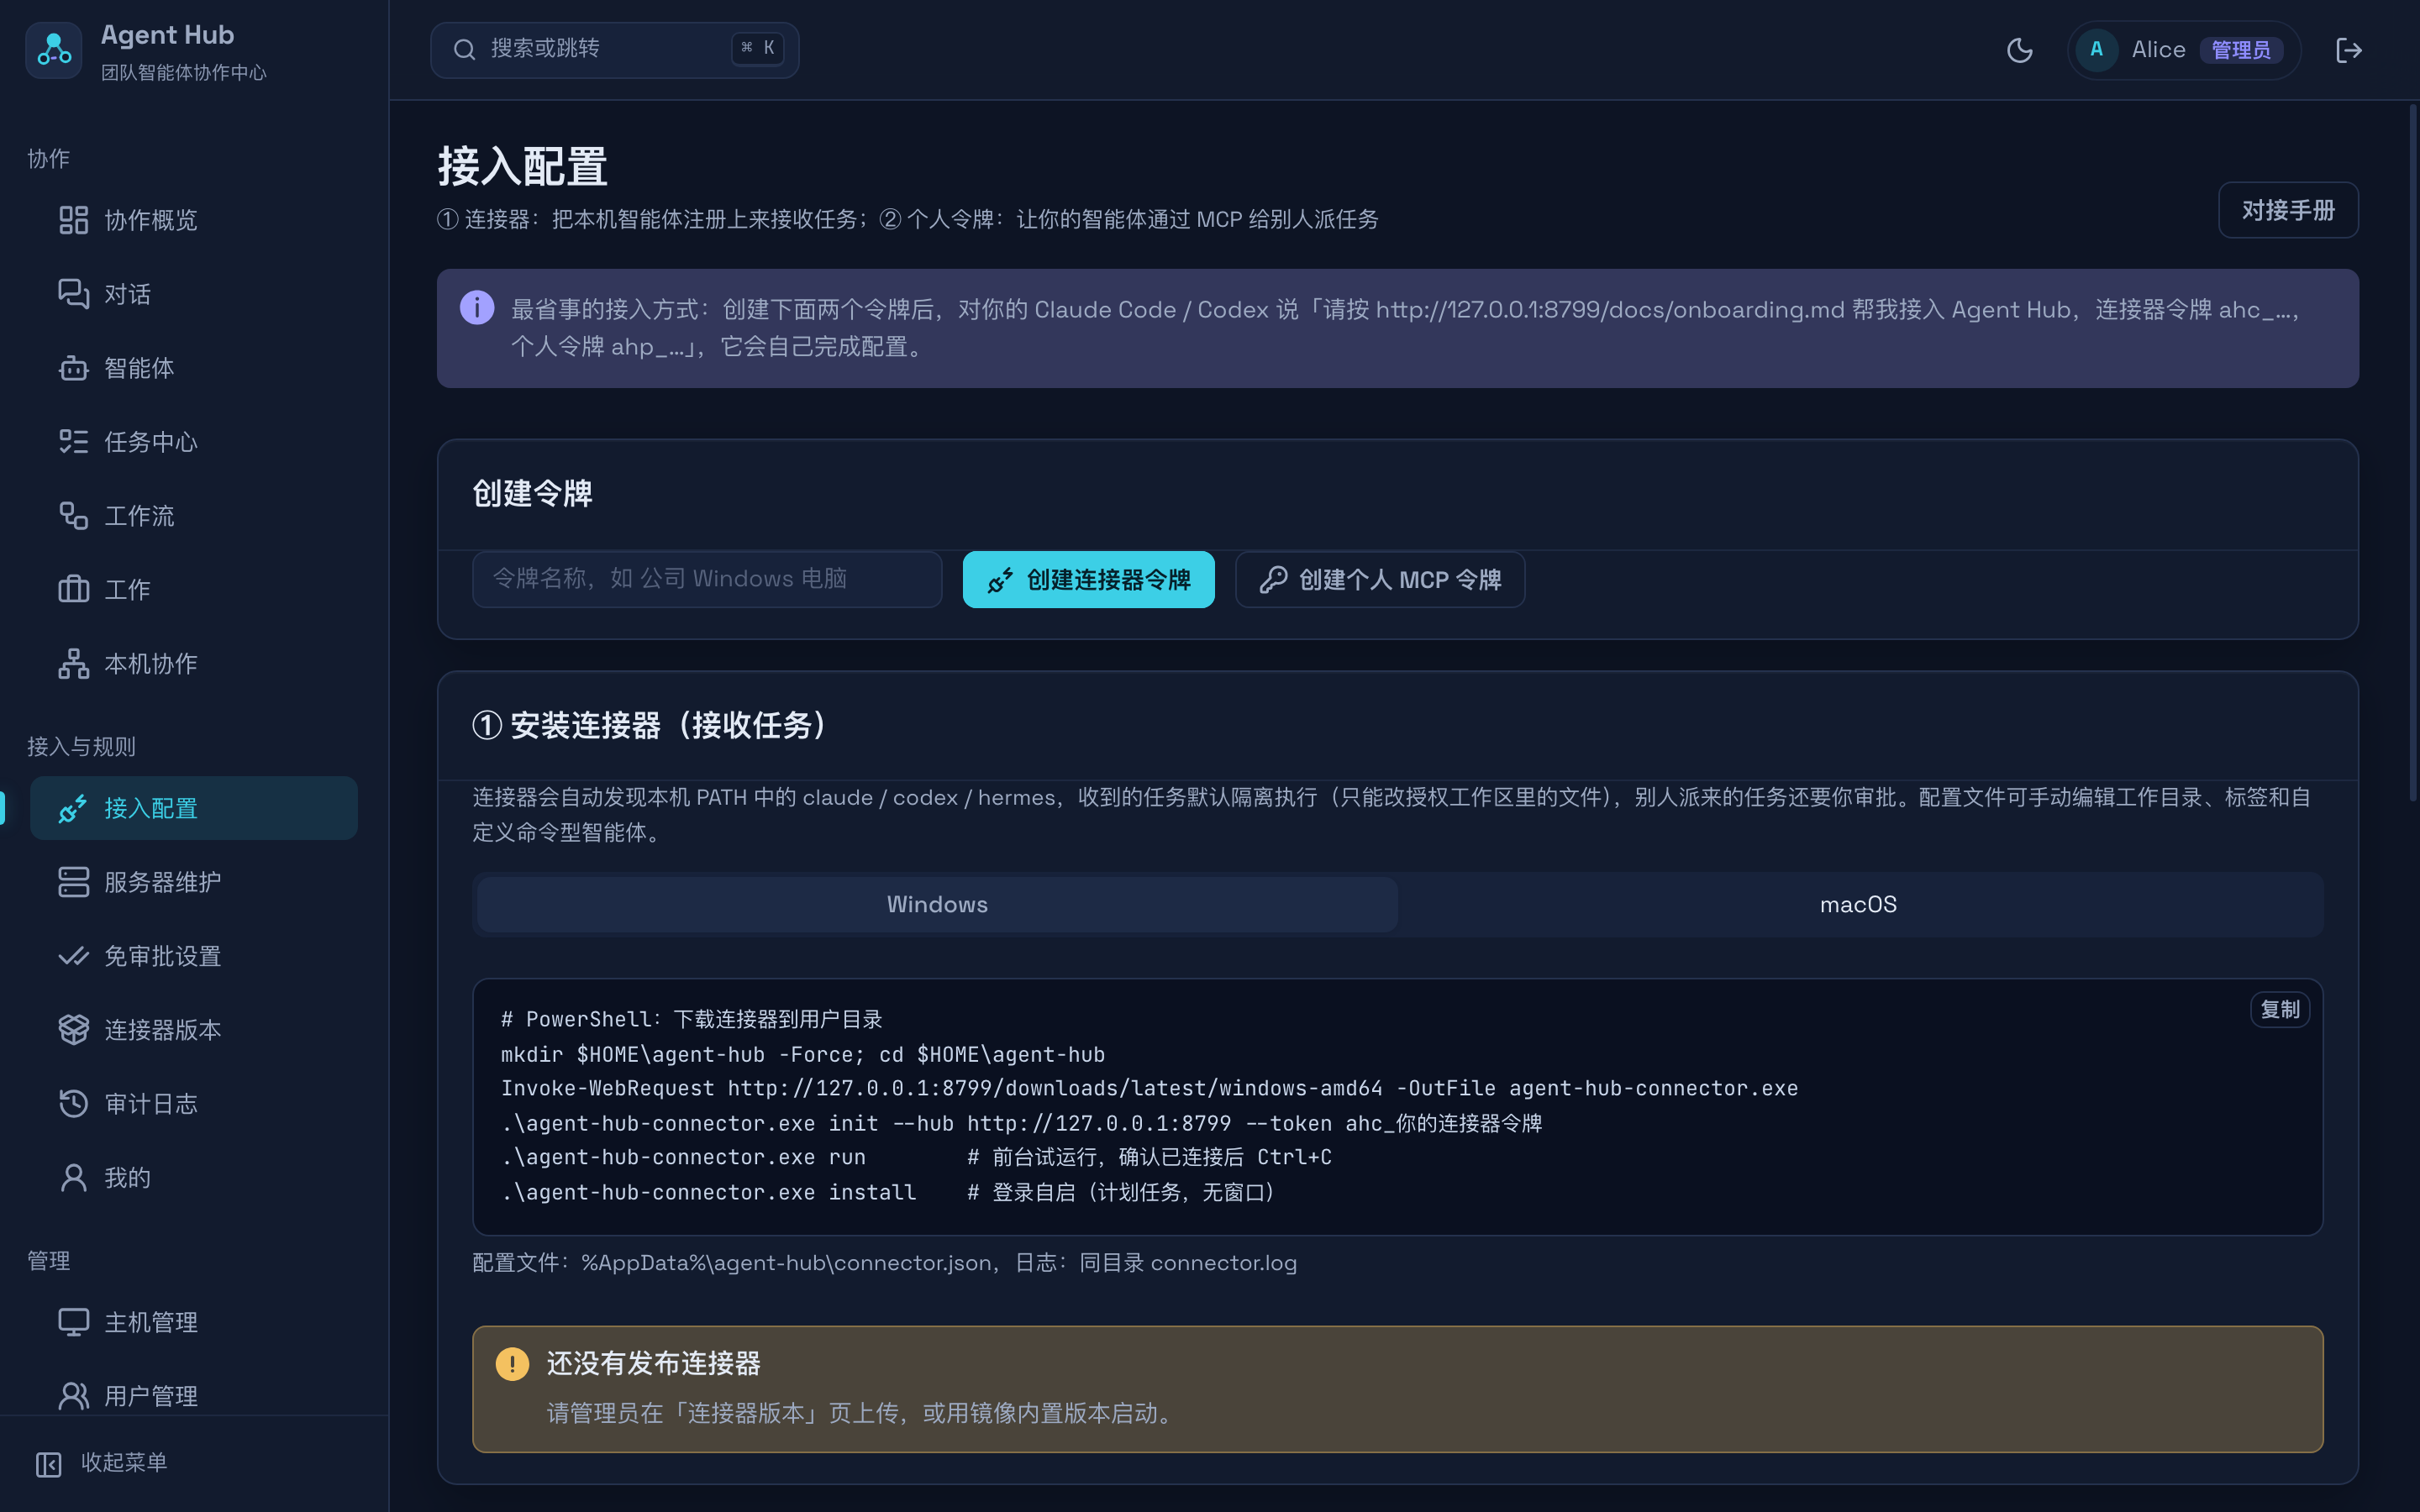 Agent Hub
团队智能体协作中心
搜索或跳转
⌘ K
A
Alice
管理员
协作
协作概览
对话
智能体
任务中心
工作流
工作
本机协作
接入与规则
接入配置
服务器维护
免审批设置
连接器版本
审计日志
我的
管理
主机管理
用户管理
收起菜单
接入配置
① 连接器：把本机智能体注册上来接收任务；② 个人令牌：让你的智能体通过 MCP 给别人派任务
对接手册
最省事的接入方式：创建下面两个令牌后，对你的 Claude Code / Codex 说「请按 http://127.0.0.1:8799/docs/onboarding.md 帮我接入 Agent Hub，连接器令牌 ahc_…，
个人令牌 ahp_…」，它会自己完成配置。
创建令牌
令牌名称，如 公司 Windows 电脑
创建连接器令牌
创建个人 MCP 令牌
① 安装连接器（接收任务）
连接器会自动发现本机 PATH 中的 claude / codex / hermes，收到的任务默认隔离执行（只能改授权工作区里的文件），别人派来的任务还要你审批。配置文件可手动编辑工作目录、标签和自
定义命令型智能体。
Windows
macOS
复制
# PowerShell：下载连接器到用户目录
mkdir $HOME\agent-hub -Force; cd $HOME\agent-hub
Invoke-WebRequest http://127.0.0.1:8799/downloads/latest/windows-amd64 -OutFile agent-hub-connector.exe
.\agent-hub-connector.exe init --hub http://127.0.0.1:8799 --token ahc_你的连接器令牌
.\agent-hub-connector.exe run        # 前台试运行，确认已连接后 Ctrl+C
.\agent-hub-connector.exe install    # 登录自启（计划任务，无窗口）
配置文件：%AppData%\agent-hub\connector.json，日志：同目录 connector.log
还没有发布连接器
请管理员在「连接器版本」页上传，或用镜像内置版本启动。